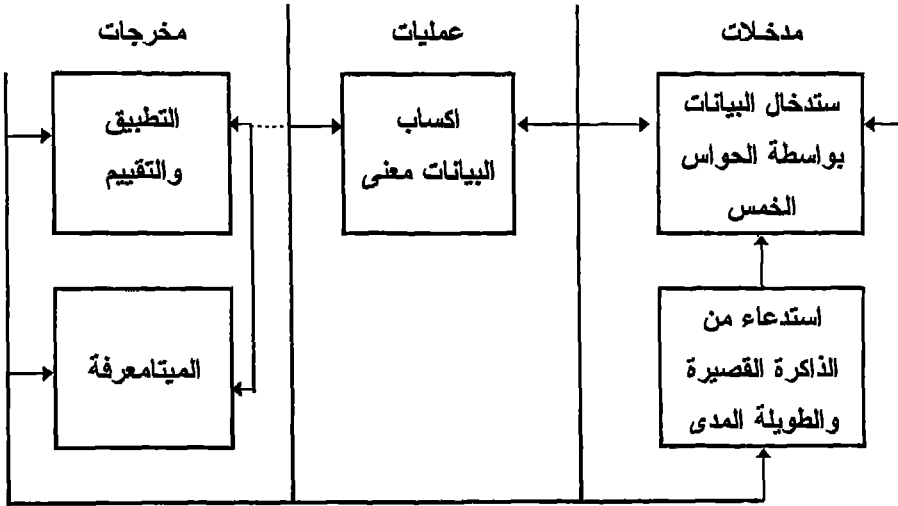 مدخلات
عمليات
مخرجات
ستدخال البيانات
بواسطة الحواس
الخمس
اكساب
البيانات معنى
التطبيق
والتقييم
استدعاء من
الذاكرة القصيرة
والطويلة المدى
الميتامعرفة